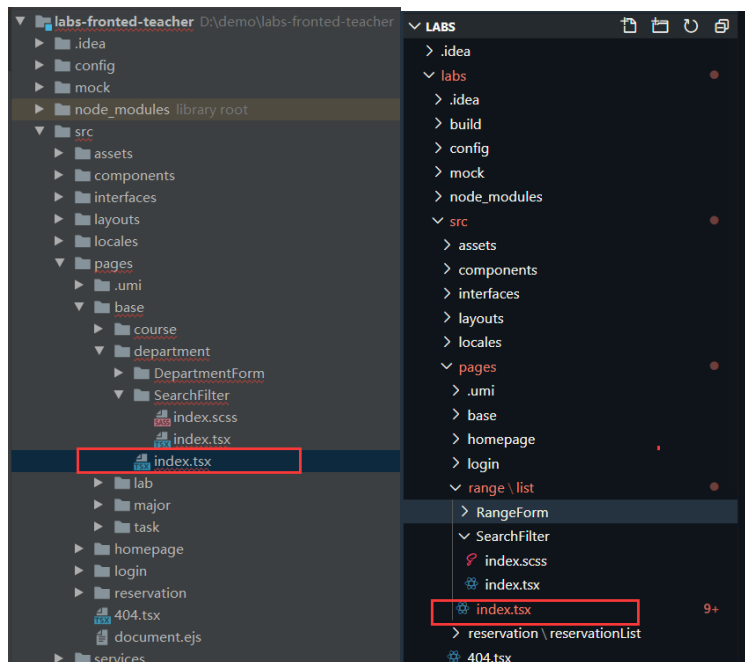 labs-fronted-teacher D:\demo\labs-fronted-teacher
.idea
config
mock
node_modules library root
src
assets
components
interfaces
layouts
locales
pages
.umi
base
course
department
DepartmentForm
SearchFilter
index.scss
index.tsx
index.tsx
lab
major
task
homepage
login
reservation
404.tsx
document.ejs
services
LABS
.idea
labs
.idea
build
config
mock
node_modules
src
assets
components
interfaces
layouts
locales
pages
.umi
base
homepage
login
range \ list
RangeForm
SearchFilter
index.scss
index.tsx
index.tsx 9+
reservation \ reservationList
404.tsx